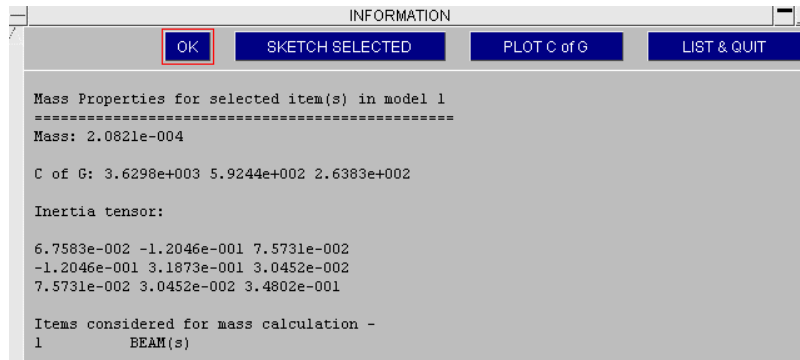 INFORMATION
OK SKETCH SELECTED PLOT C of G LIST & QUIT
Mass Properties for selected item(s) in model 1
================================================
Mass: 2.0821e-004
C of G: 3.6298e+003 5.9244e+002 2.6383e+002
Inertia tensor:
6.7583e-002 -1.2046e-001 7.5731e-002
-1.2046e-001 3.1873e-001 3.0452e-002
7.5731e-002 3.0452e-002 3.4802e-001
Items considered for mass calculation -
1 BEAM(s)